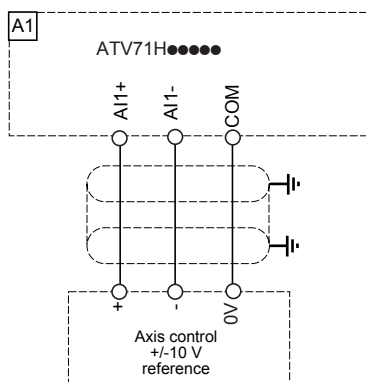 A1
ATV71H●●●●●
AI1+
AI1-
COM
+
-
0V
Axis control
+/-10 V
reference